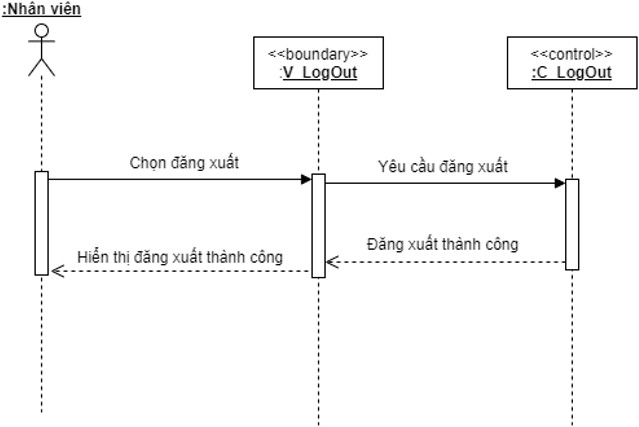 :Nhân viên
<<boundary>>
:V_LogOut
<<control>>
:C_LogOut
Chọn đăng xuất
Yêu cầu đăng xuất
Đăng xuất thành công
Hiển thị đăng xuất thành công